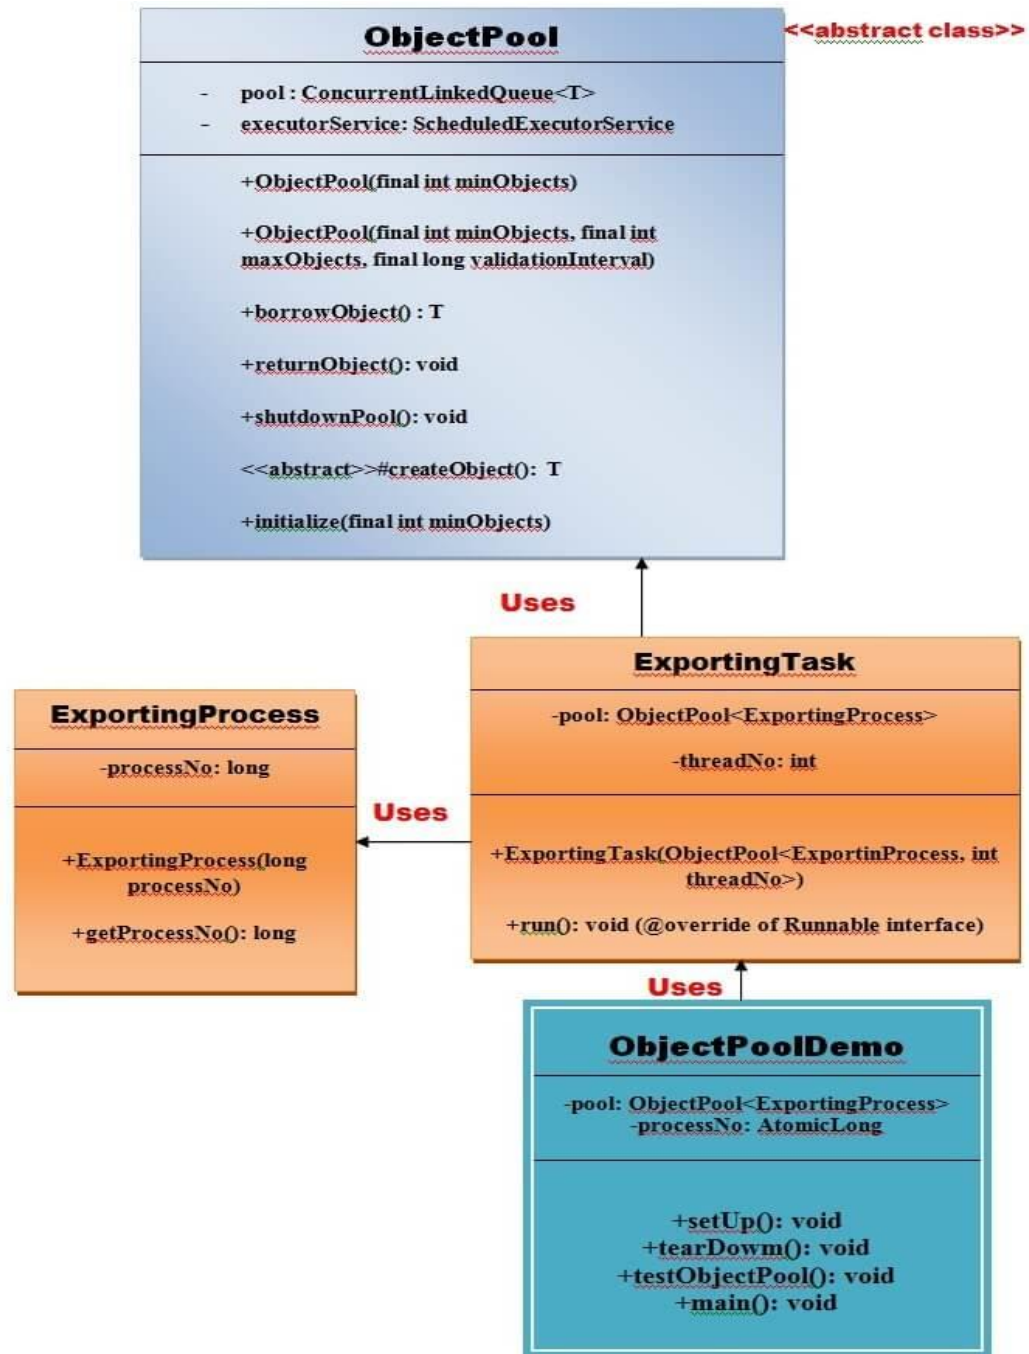 ObjectPool
<<abstract class>>
- pool : ConcurrentLinkedQueue<T>
- executorService: ScheduledExecutorService
+ObjectPool(final int minObjects)
+ObjectPool(final int minObjects, final int
maxObjects, final long validationInterval)
+borrowObject() : T
+returnObject(): void
+shutdownPool(): void
<<abstract>>#createObject(): T
+initialize(final int minObjects)
Uses
ExportingTask
-pool: ObjectPool<ExportingProcess>
-threadNo: int
+ExportingTask(ObjectPool<ExportinProcess, int
threadNo>)
+run(): void (@override of Runnable interface)
ExportingProcess
-processNo: long
+ExportingProcess(long
processNo)
+getProcessNo(): long
Uses
Uses
ObjectPoolDemo
-pool: ObjectPool<ExportingProcess>
-processNo: AtomicLong
+setUp(): void
+tearDowm(): void
+testObjectPool(): void
+main(): void